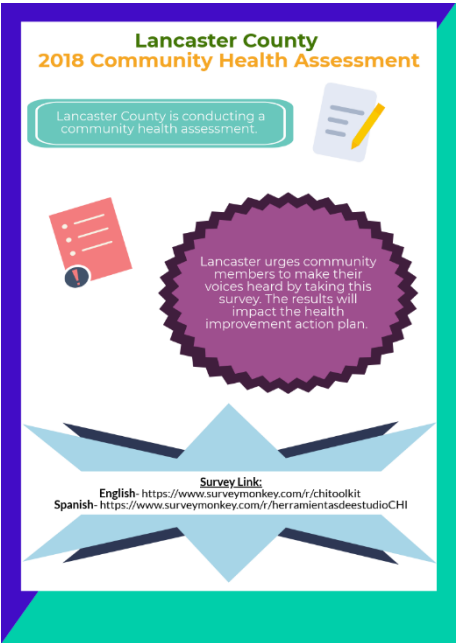 Lancaster County
2018 Community Health Assessment
Lancaster County is conducting a
community health assessment.
Lancaster urges community
members to make their
voices heard by taking this
survey. The results will
impact the health
improvement action plan.
Survey Link:
English- https://www.surveymonkey.com/r/chitoolkit
Spanish- https://www.surveymonkey.com/r/herramientasdeestudioCHI